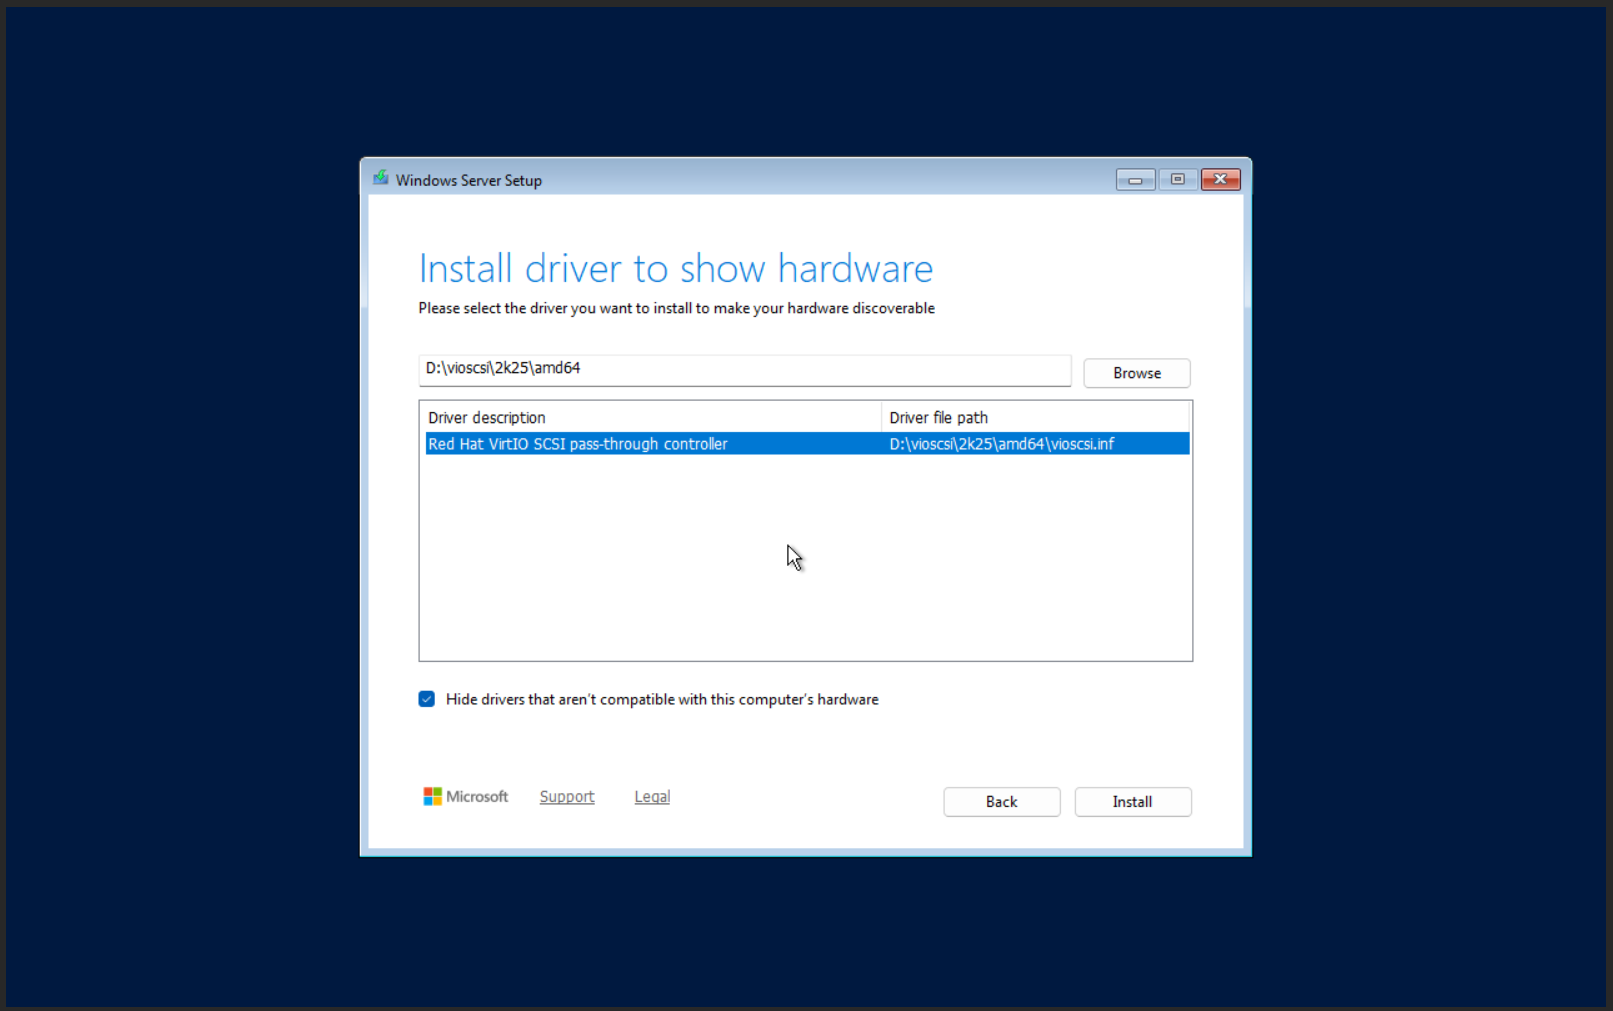 Windows Server Setup
Install driver to show hardware
Please select the driver you want to install to make your hardware discoverable
D:\vioscsi\2k25\amd64
Browse
Driver description Driver file path
Red Hat VirtIO SCSI pass-through controller D:\vioscsi\2k25\amd64\vioscsi.inf
Hide drivers that aren't compatible with this computer's hardware
Microsoft Support Legal
Back Install